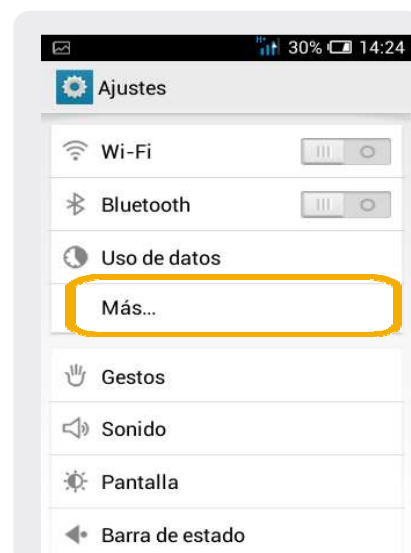 H+ 30% 14:24
Ajustes
Wi-Fi
Bluetooth
Uso de datos
Más...
Gestos
Sonido
Pantalla
Barra de estado